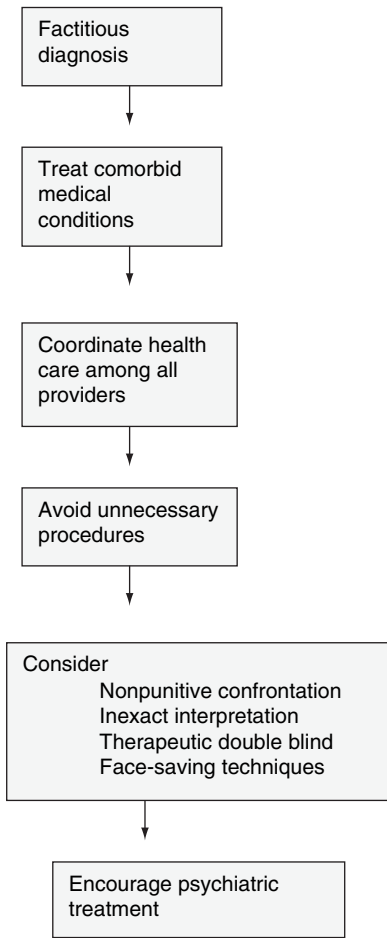 Factitious
diagnosis
Treat comorbid
medical
conditions
Coordinate health
care among all
providers
Avoid unnecessary
procedures
Consider
Nonpunitive confrontation
Inexact interpretation
Therapeutic double blind
Face-saving techniques
Encourage psychiatric
treatment